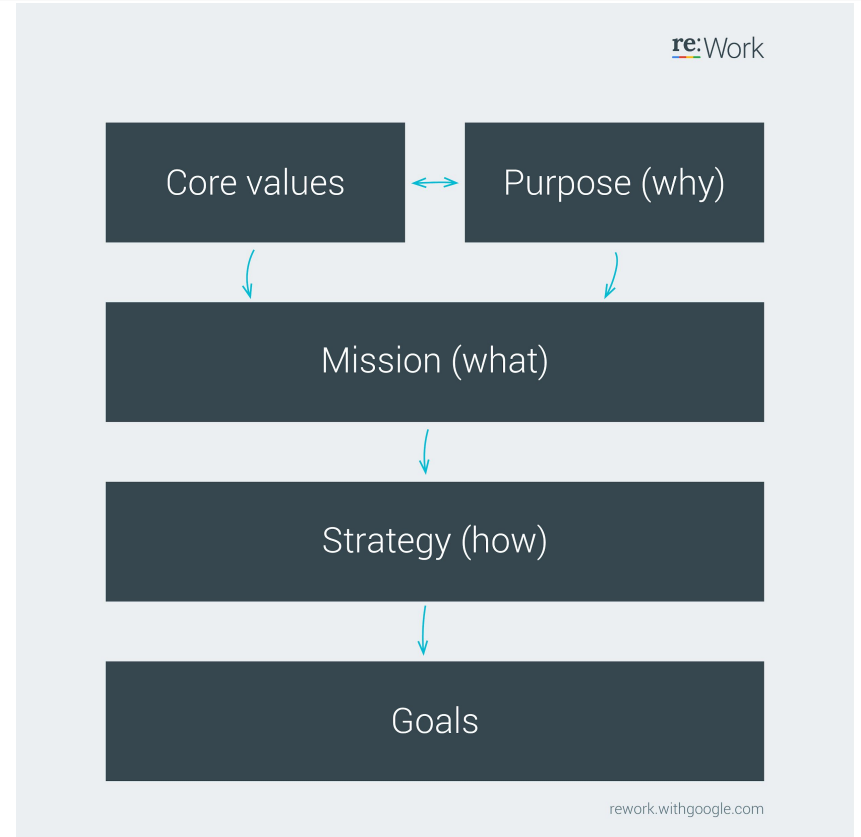 re:Work
Core values
Purpose (why)
Mission (what)
Strategy (how)
Goals
rework.withgoogle.com